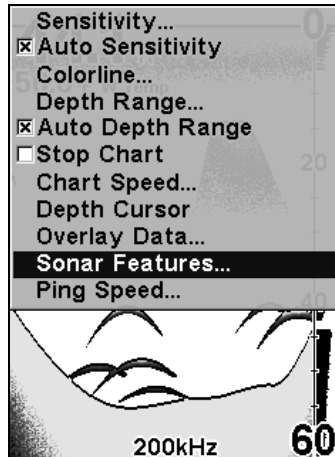 Sensitivity...
Auto Sensitivity
Colorline...
Depth Range...
Auto Depth Range
Stop Chart
Chart Speed...
Depth Cursor
Overlay Data...
Sonar Features...
Ping Speed...
0
20
40
60
200kHz